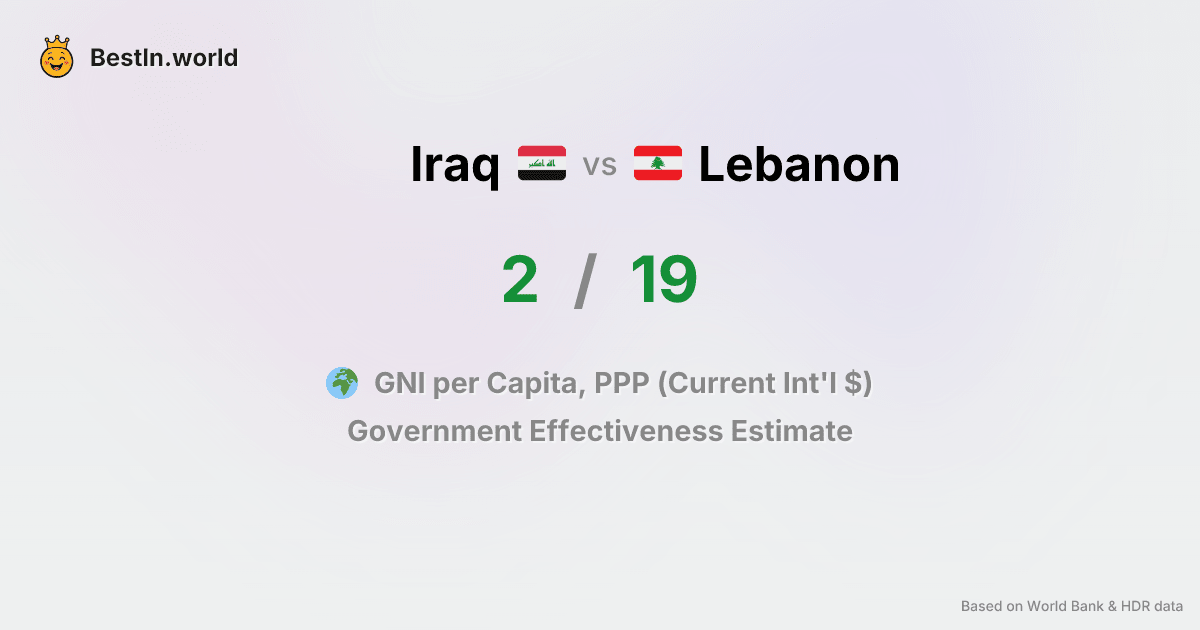 BestIn.world
Iraq vs Lebanon
2 / 19
GNI per Capita, PPP (Current Int'l $)
Government Effectiveness Estimate
Based on World Bank & HDR data